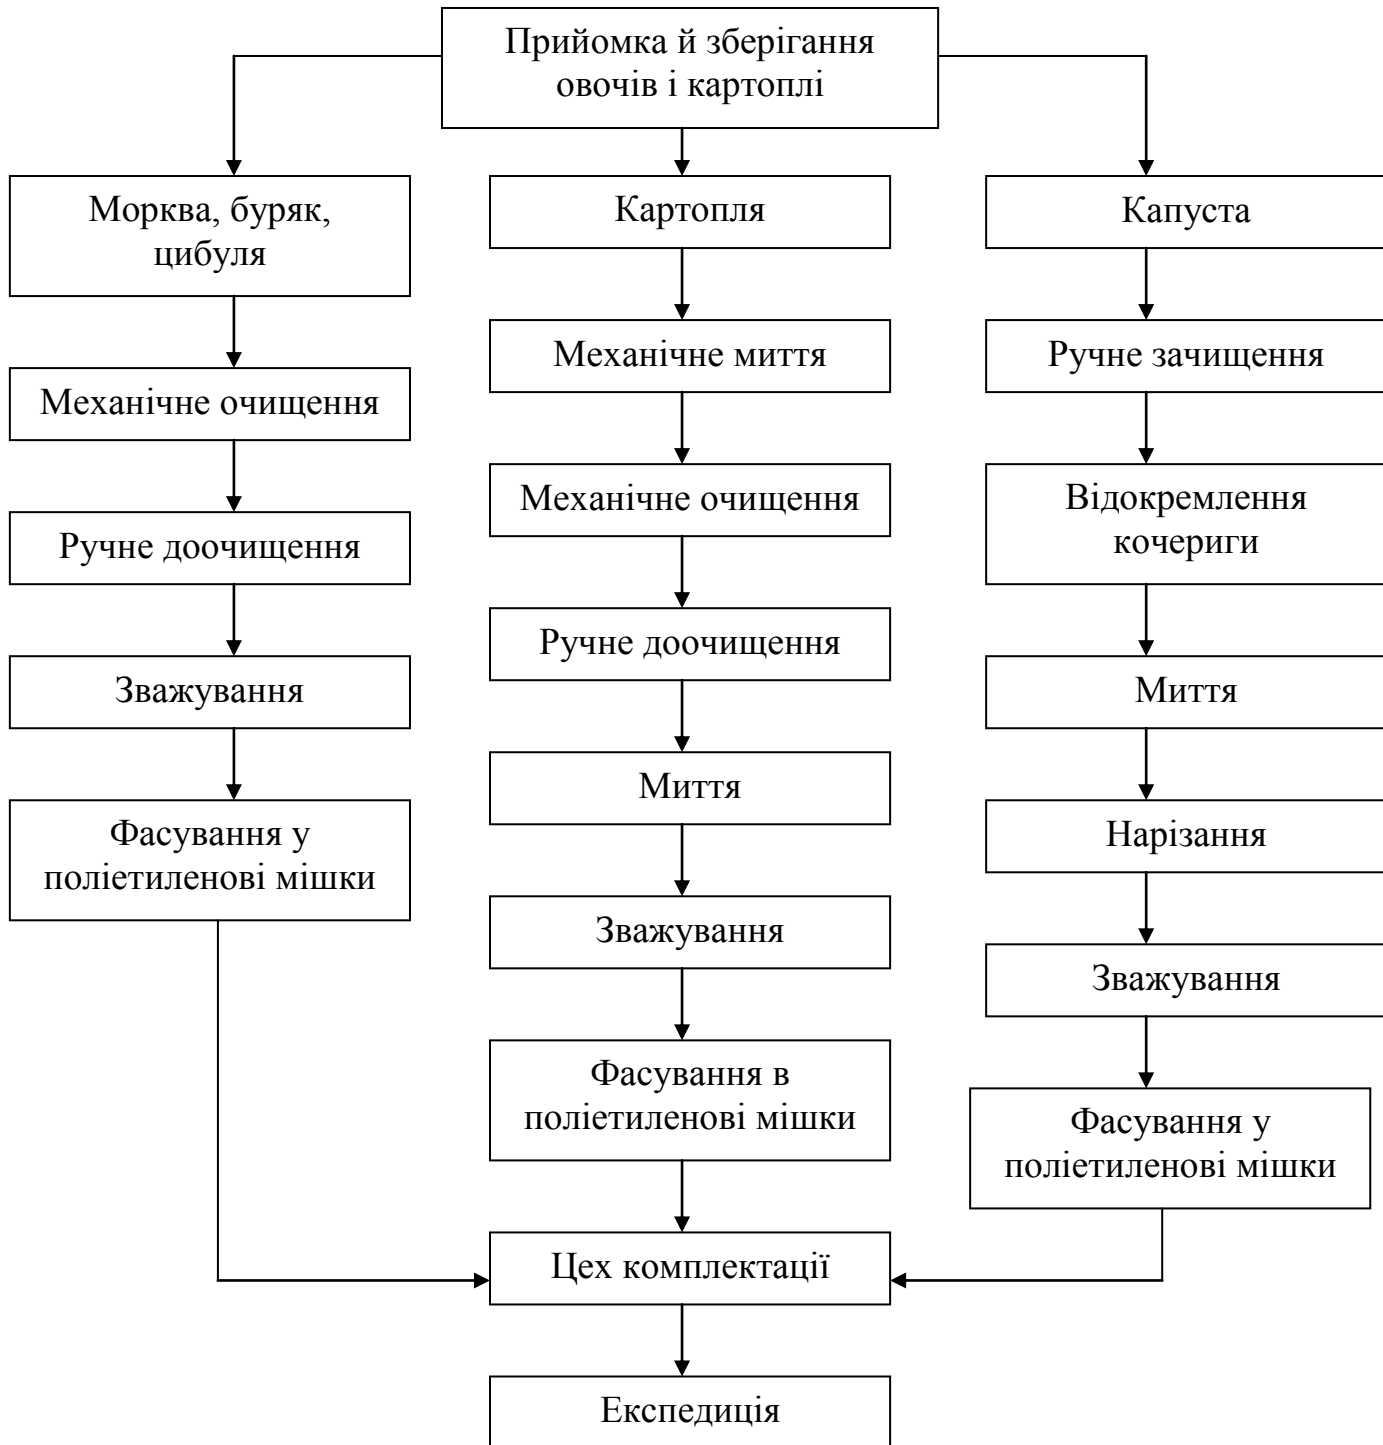 Прийомка й зберігання
овочів і картоплі
Морква, буряк,
цибуля
Механічне очищення
Ручне доочищення
Зважування
Фасування у
поліетиленові мішки
Картопля
Механічне миття
Механічне очищення
Ручне доочищення
Миття
Зважування
Фасування в
поліетиленові мішки
Капуста
Ручне зачищення
Відокремлення
кочериги
Миття
Нарізання
Зважування
Фасування у
поліетиленові мішки
Цех комплектації
Експедиція